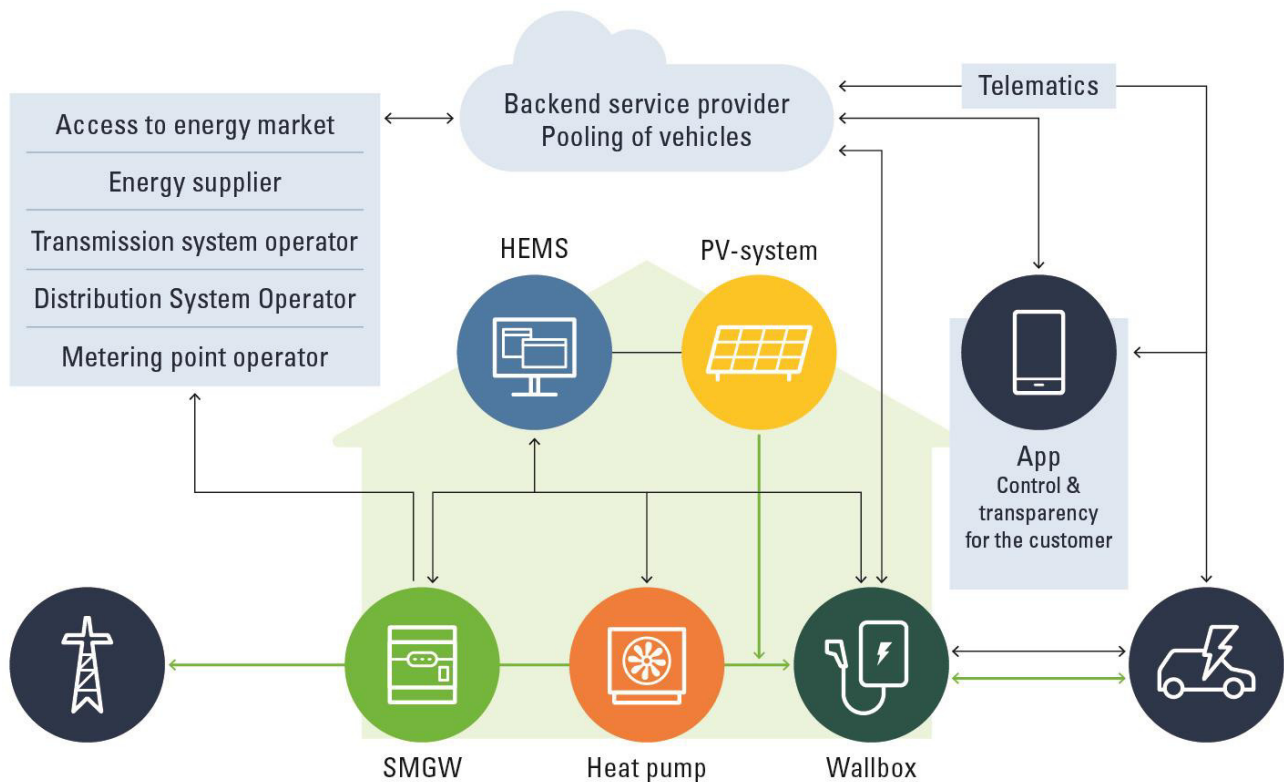 Backend service provider
Pooling of vehicles
Telematics
Access to energy market
Energy supplier
Transmission system operator
Distribution System Operator
Metering point operator
HEMS
PV-system
App
Control &
transparency
for the customer
SMGW
Heat pump
Wallbox